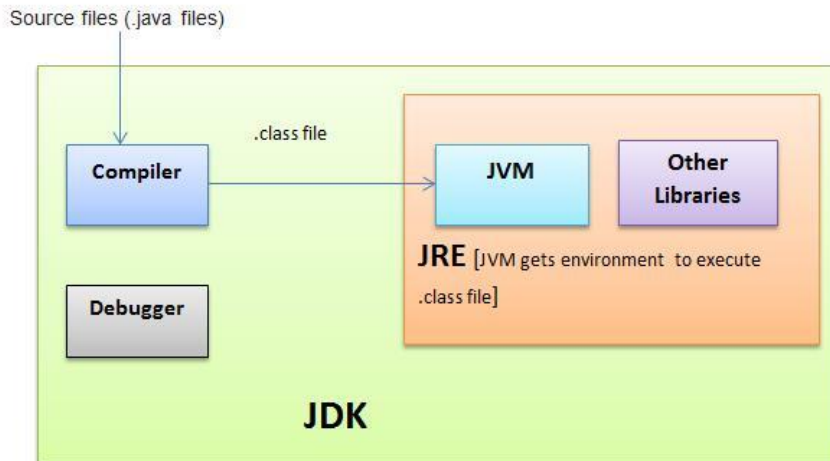 Source files (.java files)
.class file
Compiler
JVM
Other
Libraries
JRE [JVM gets environment to execute
.class file]
Debugger
JDK